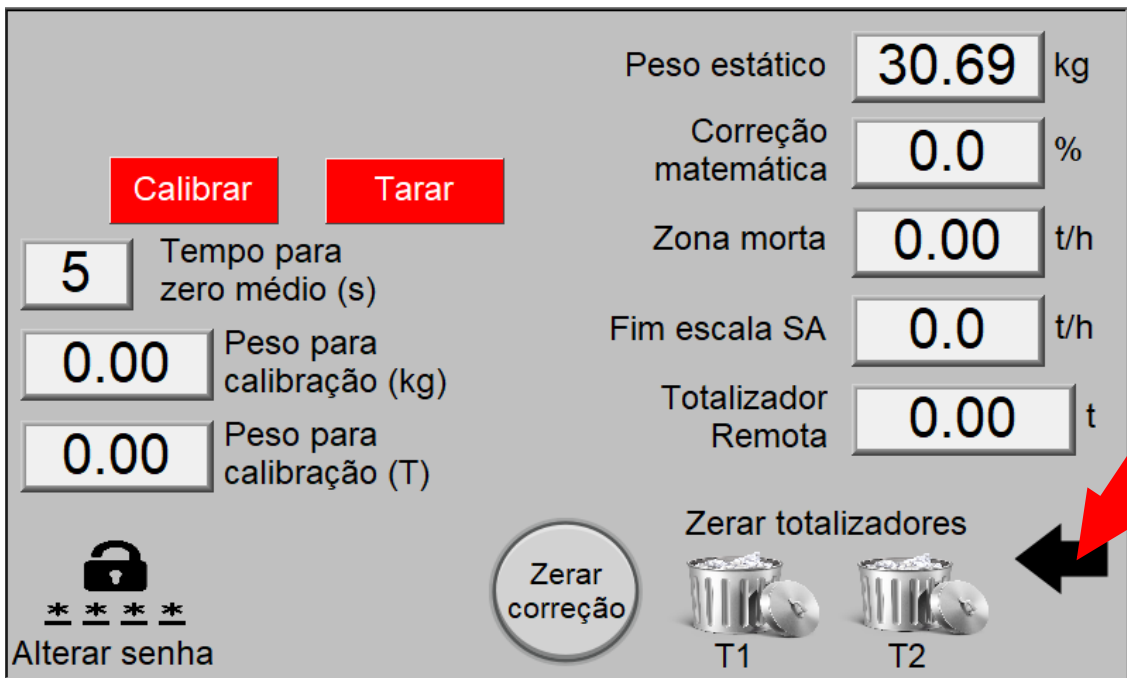 Calibrar
Tarar
5
Tempo para
zero médio (s)
0.00
Peso para
calibração (kg)
0.00
Peso para
calibração (T)
* * * *
Alterar senha
Peso estático
30.69
kg
Correção
matemática
0.0
%
Zona morta
0.00
t/h
Fim escala SA
0.0
t/h
Totalizador
Remota
0.00
t
Zerar
correção
Zerar totalizadores
T1
T2